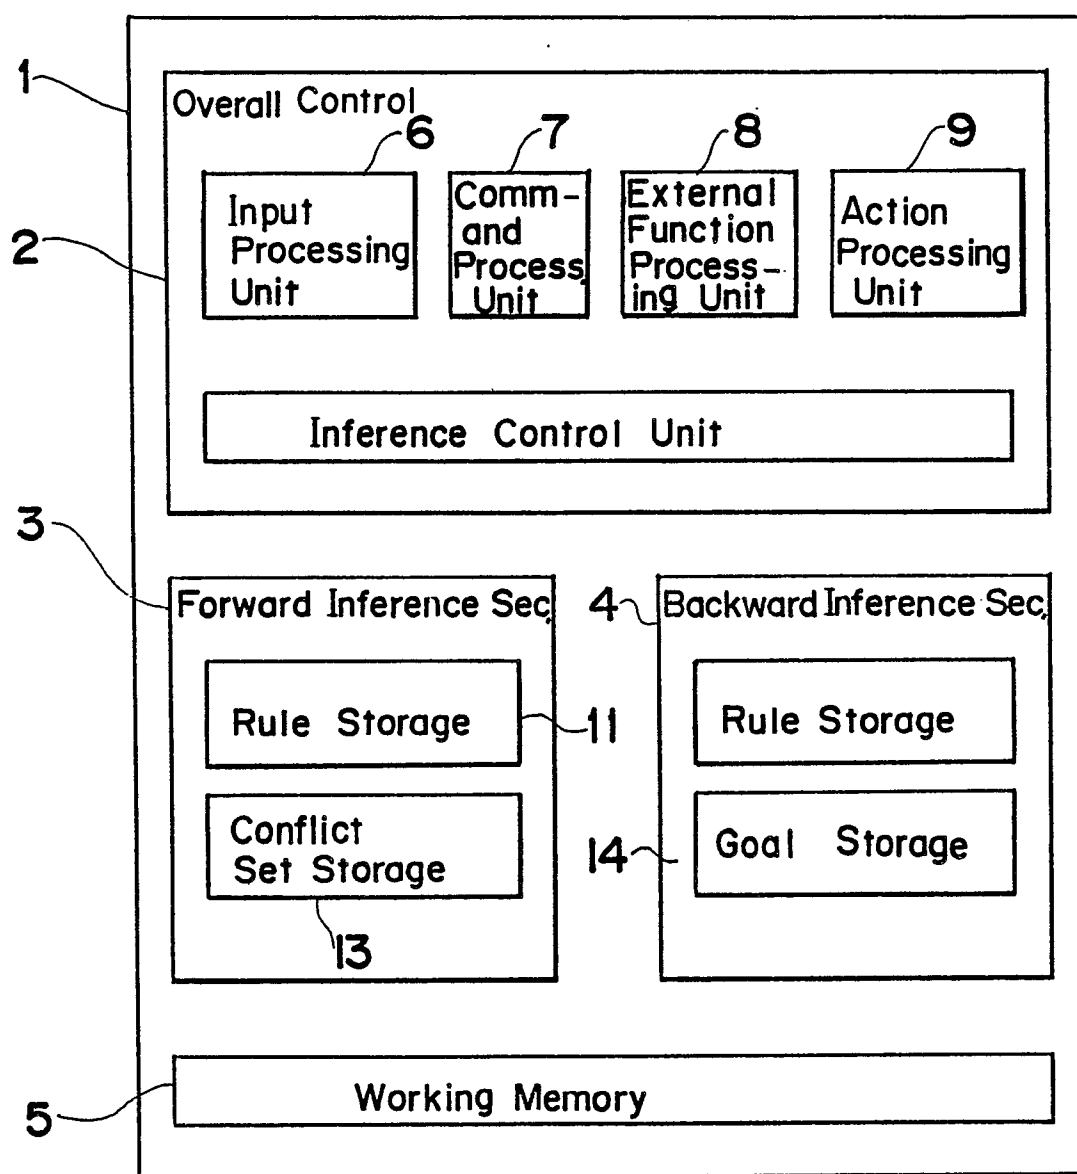 1
Overall Control
6
7
8
9
2
Input
Processing
Unit
Comm-
and
Process.
Unit
External
Function
Process-
ing Unit
Action
Processing
Unit
Inference Control Unit
3
Forward Inference Sec.
4
Backward Inference Sec.
Rule Storage
11
Rule Storage
Conflict
Set Storage
13
14
Goal Storage
5
Working Memory